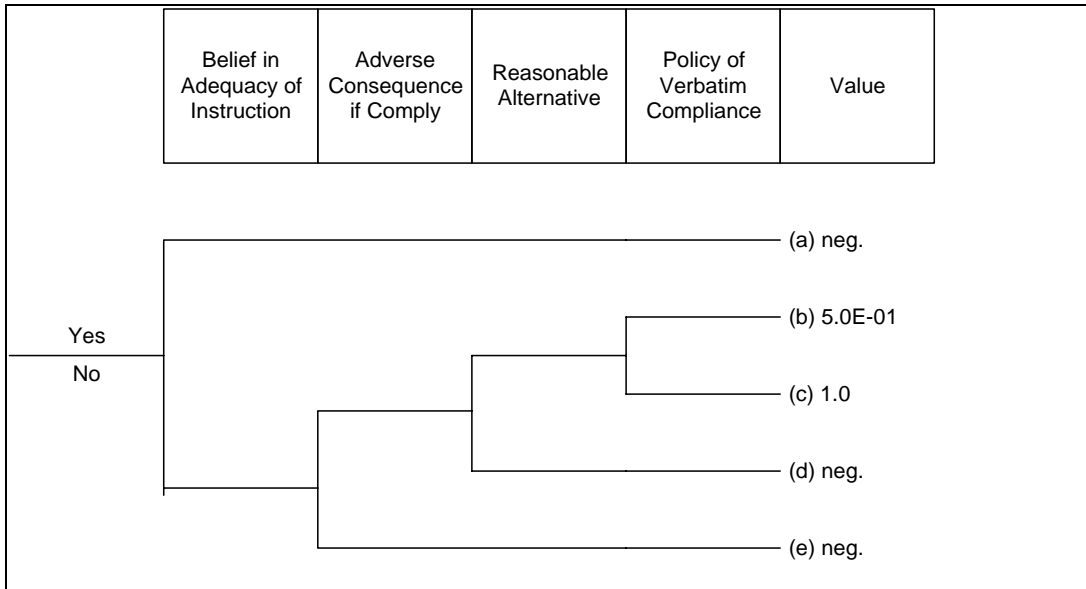 Belief in
Adequacy of
Instruction
Adverse
Consequence
if Comply
Reasonable
Alternative
Policy of
Verbatim
Compliance
Value
Yes
No
(a) neg.
(b) 5.0E-01
(c) 1.0
(d) neg.
(e) neg.